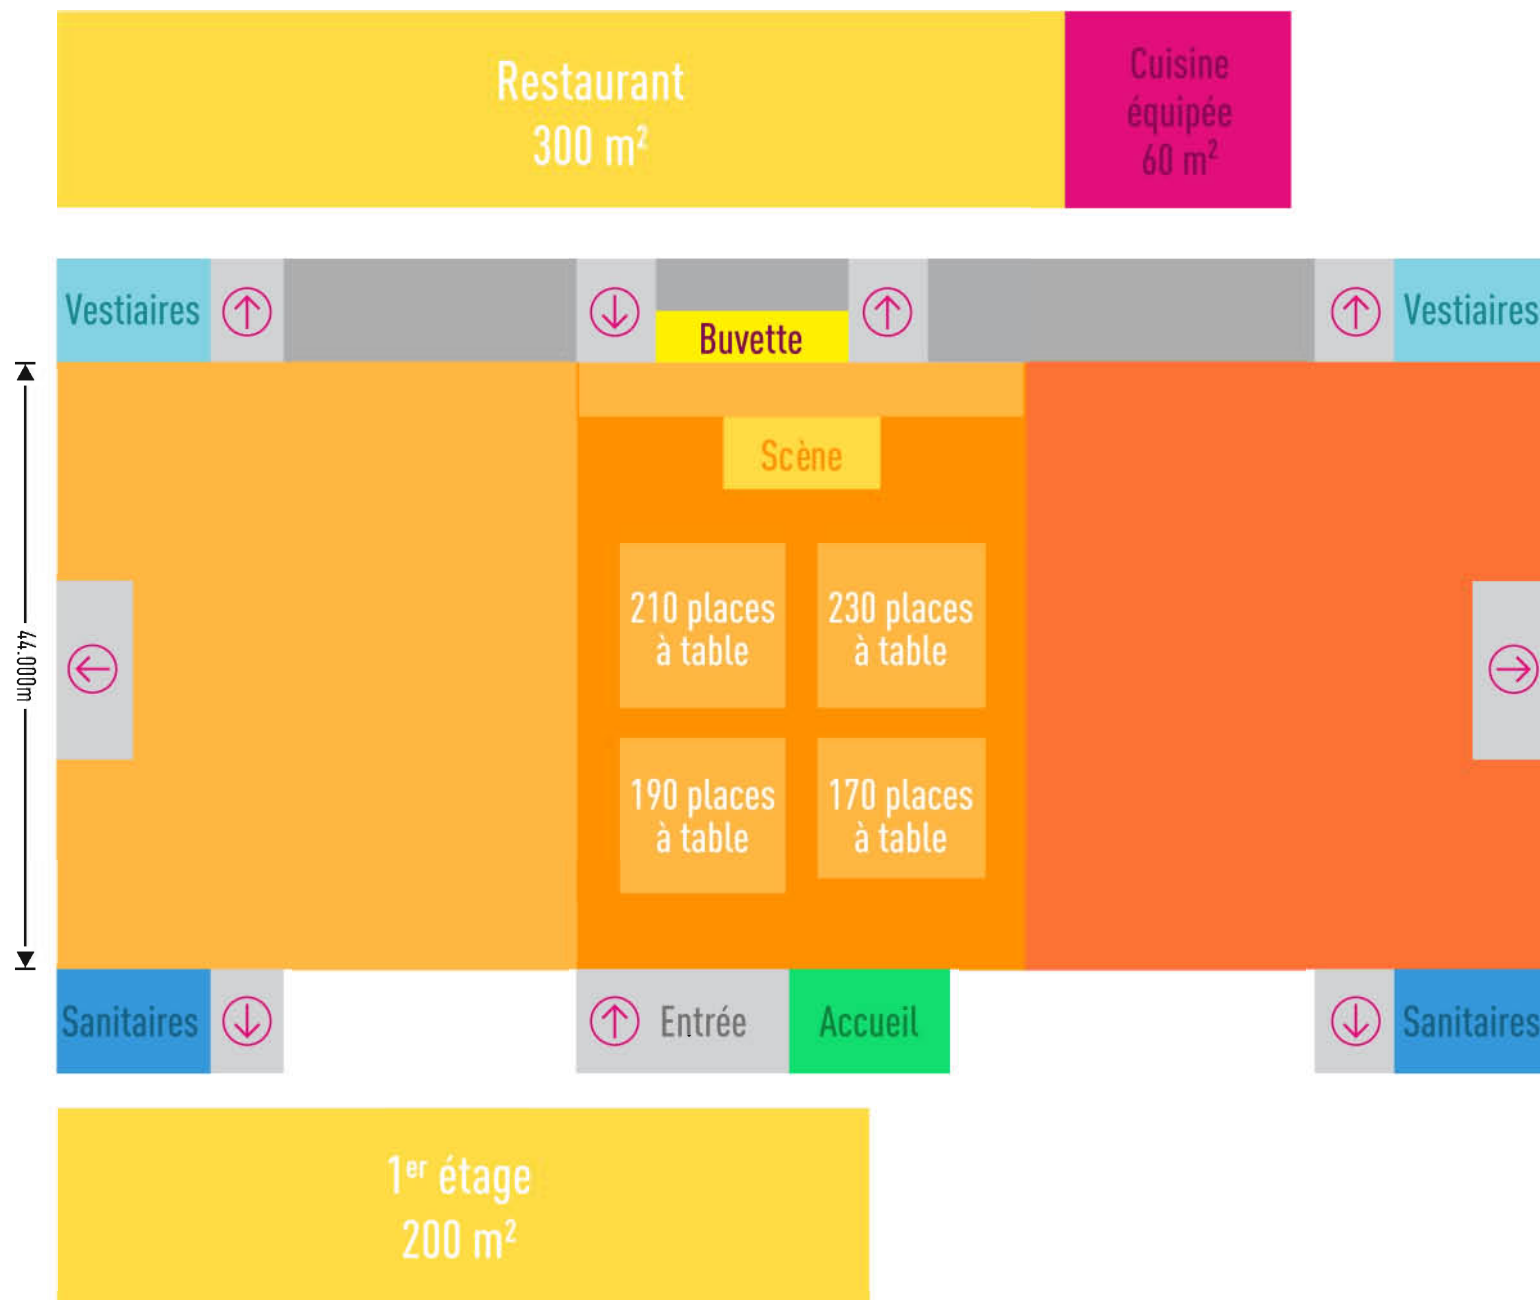 Restaurant
300 m²
Cuisine
équipée
60 m²
Vestiaires
Buvette
Vestiaires
Scène
44.000m
210 places
à table
230 places
à table
190 places
à table
170 places
à table
Sanitaires
Entrée
Accueil
Sanitaires
1er étage
200 m²